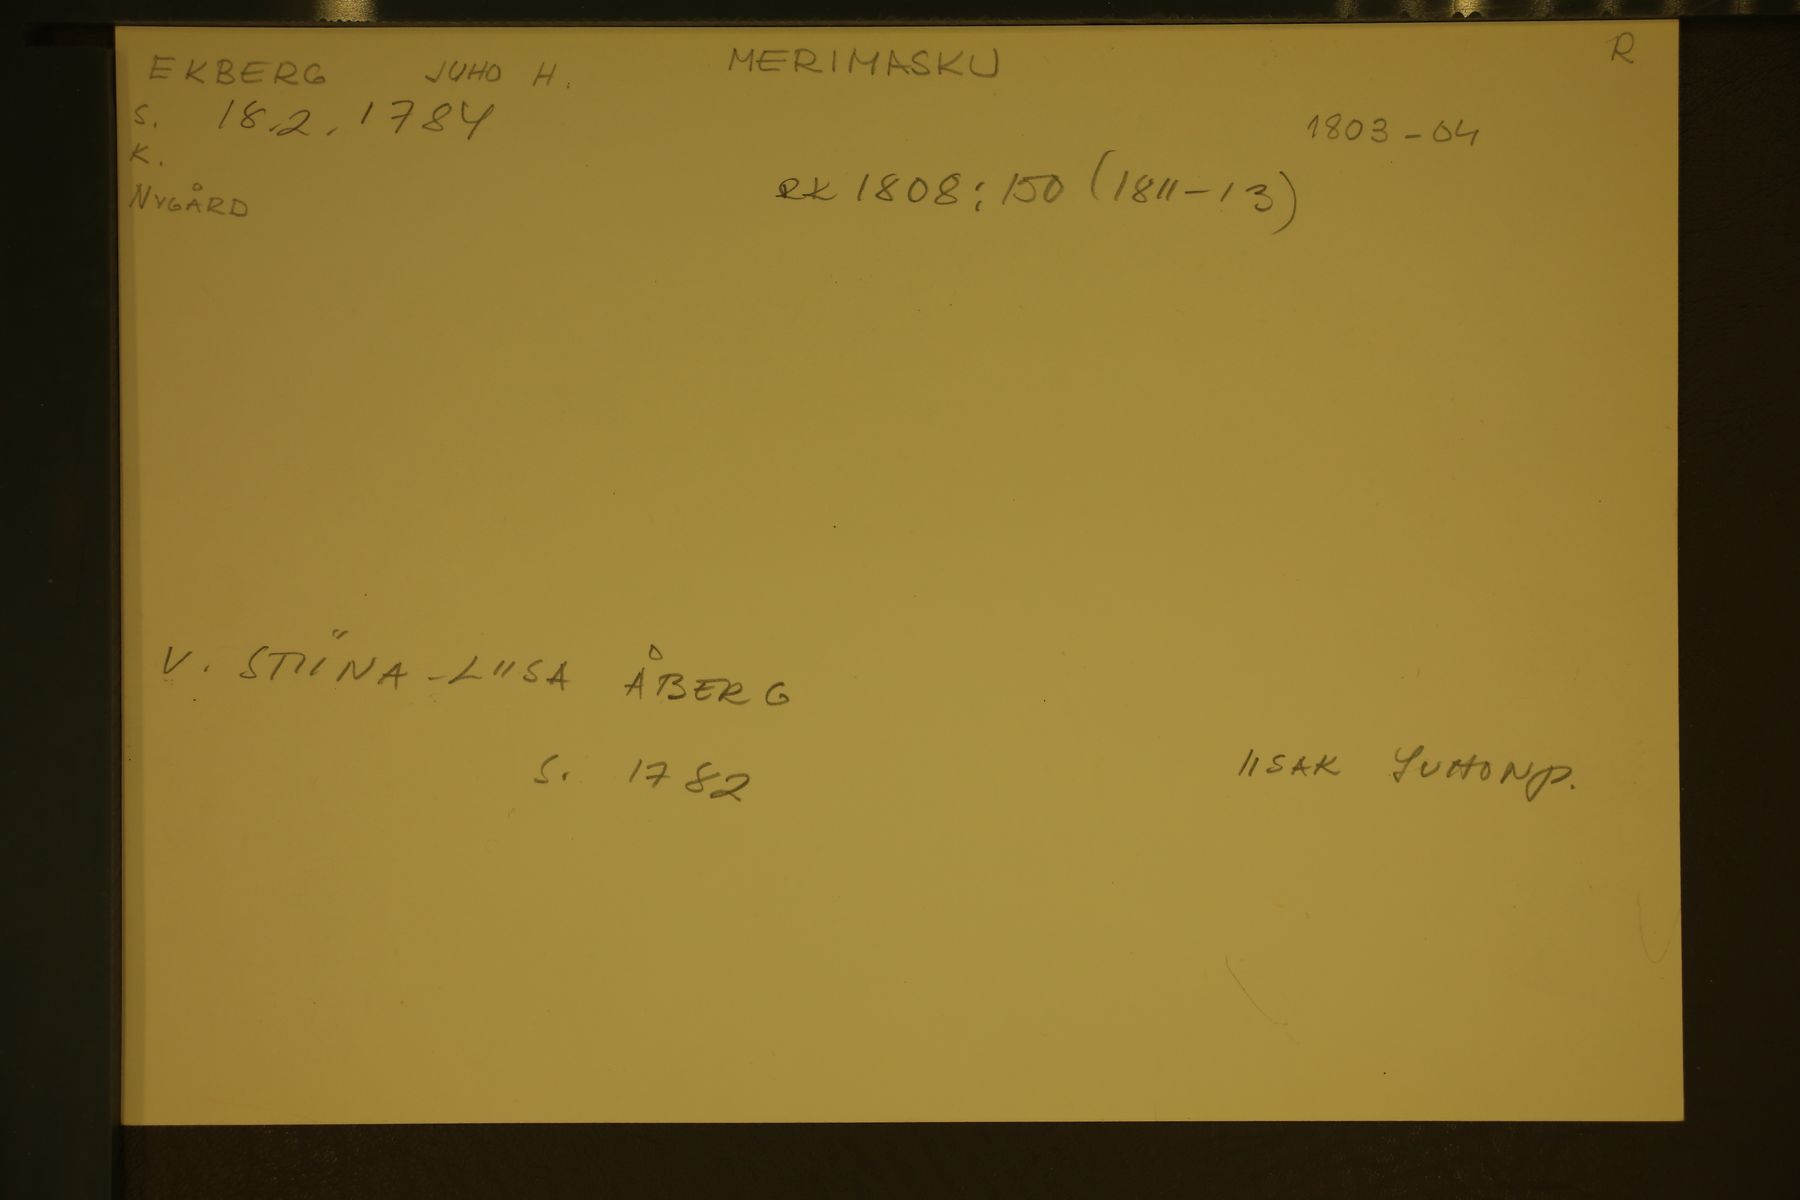 EKBERG JUHO H. MERIMASKU R
S. 18.2.1784 1803-04
K.
NYGÅRD RK 1808:150 (1811-13)
V. STIINA-LIISA ÅBERG
S. 1782 IISAK JUHONP.